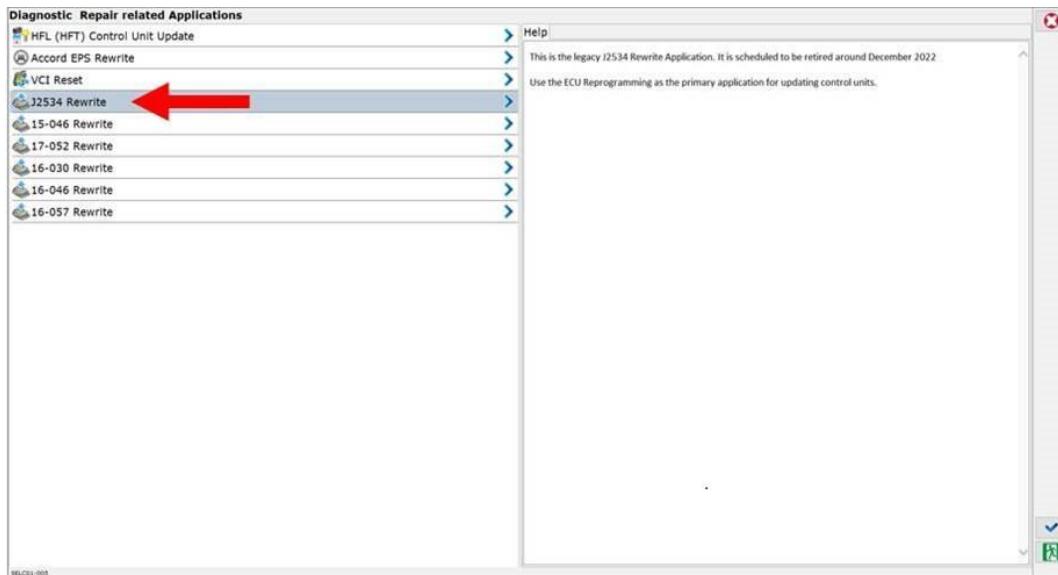 Diagnostic Repair related Applications
HFL (HFT) Control Unit Update
Accord EPS Rewrite
VCI Reset
J2534 Rewrite
15-046 Rewrite
17-052 Rewrite
16-030 Rewrite
16-046 Rewrite
16-057 Rewrite
Help
This is the legacy J2534 Rewrite Application. It is scheduled to be retired around December 2022
Use the ECU Reprogramming as the primary application for updating control units.
SELC01-005